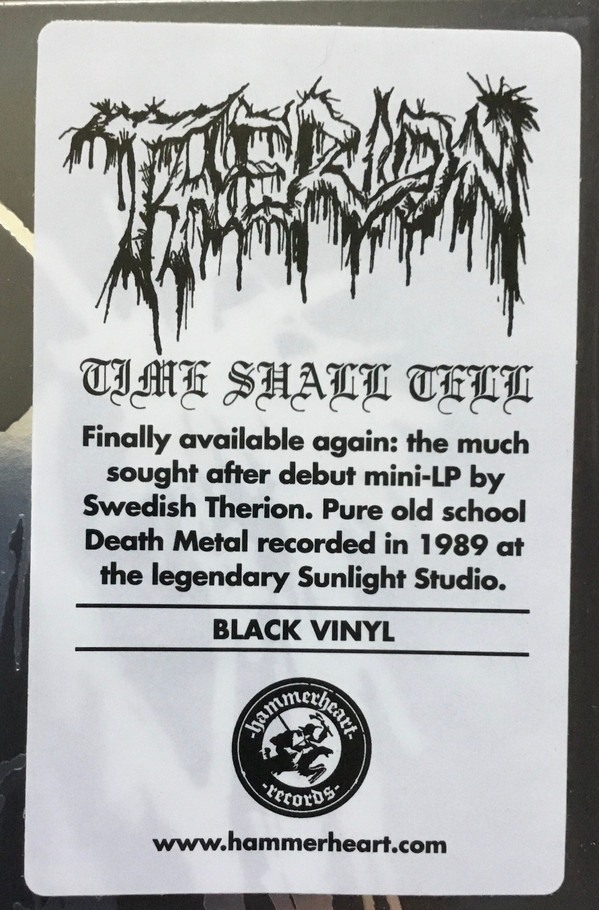 THERION
TIME SHALL TELL
Finally available again: the much
sought after debut mini-LP by
Swedish Therion. Pure old school
Death Metal recorded in 1989 at
the legendary Sunlight Studio.
BLACK VINYL
-hammerheart-
-records-
www.hammerheart.com